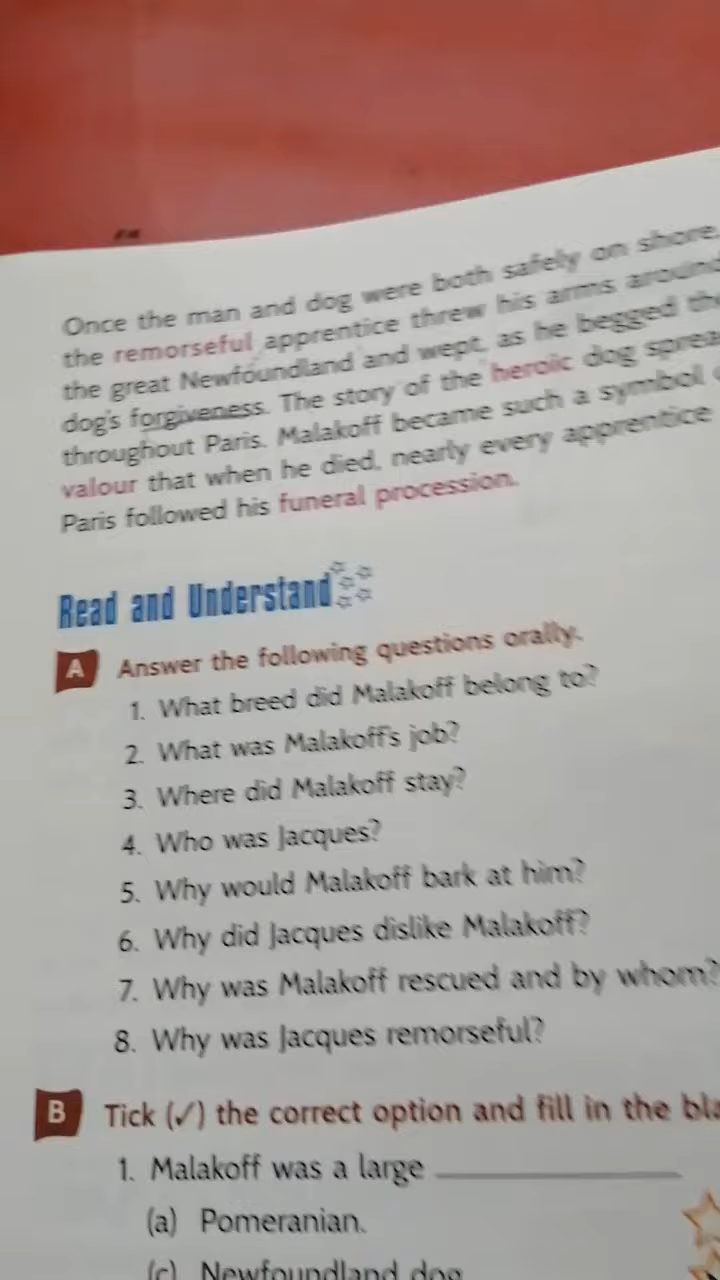 Once the man and dog were both safely on shore,
the remorseful apprentice threw his arms around
the great Newfoundland and wept, as he begged the
dog's forgiveness. The story of the heroic dog
throughout Paris. Malakoff became such a symbol
valour that when he died, nearly every apprentice
Paris followed his funeral procession.
Read and Understand
A Answer the following questions orally.
1. What breed did Malakoff belong to?
2. What was Malakoff's job?
3. Where did Malakoff stay?
4. Who was Jacques?
5. Why would Malakoff bark at him?
6. Why did Jacques dislike Malakoff?
7. Why was Malakoff rescued and by whom?
8. Why was Jacques remorseful?
B Tick (✓) the correct option and fill in the
1. Malakoff was a large
(a) Pomeranian.
(c) Newfoundland dog